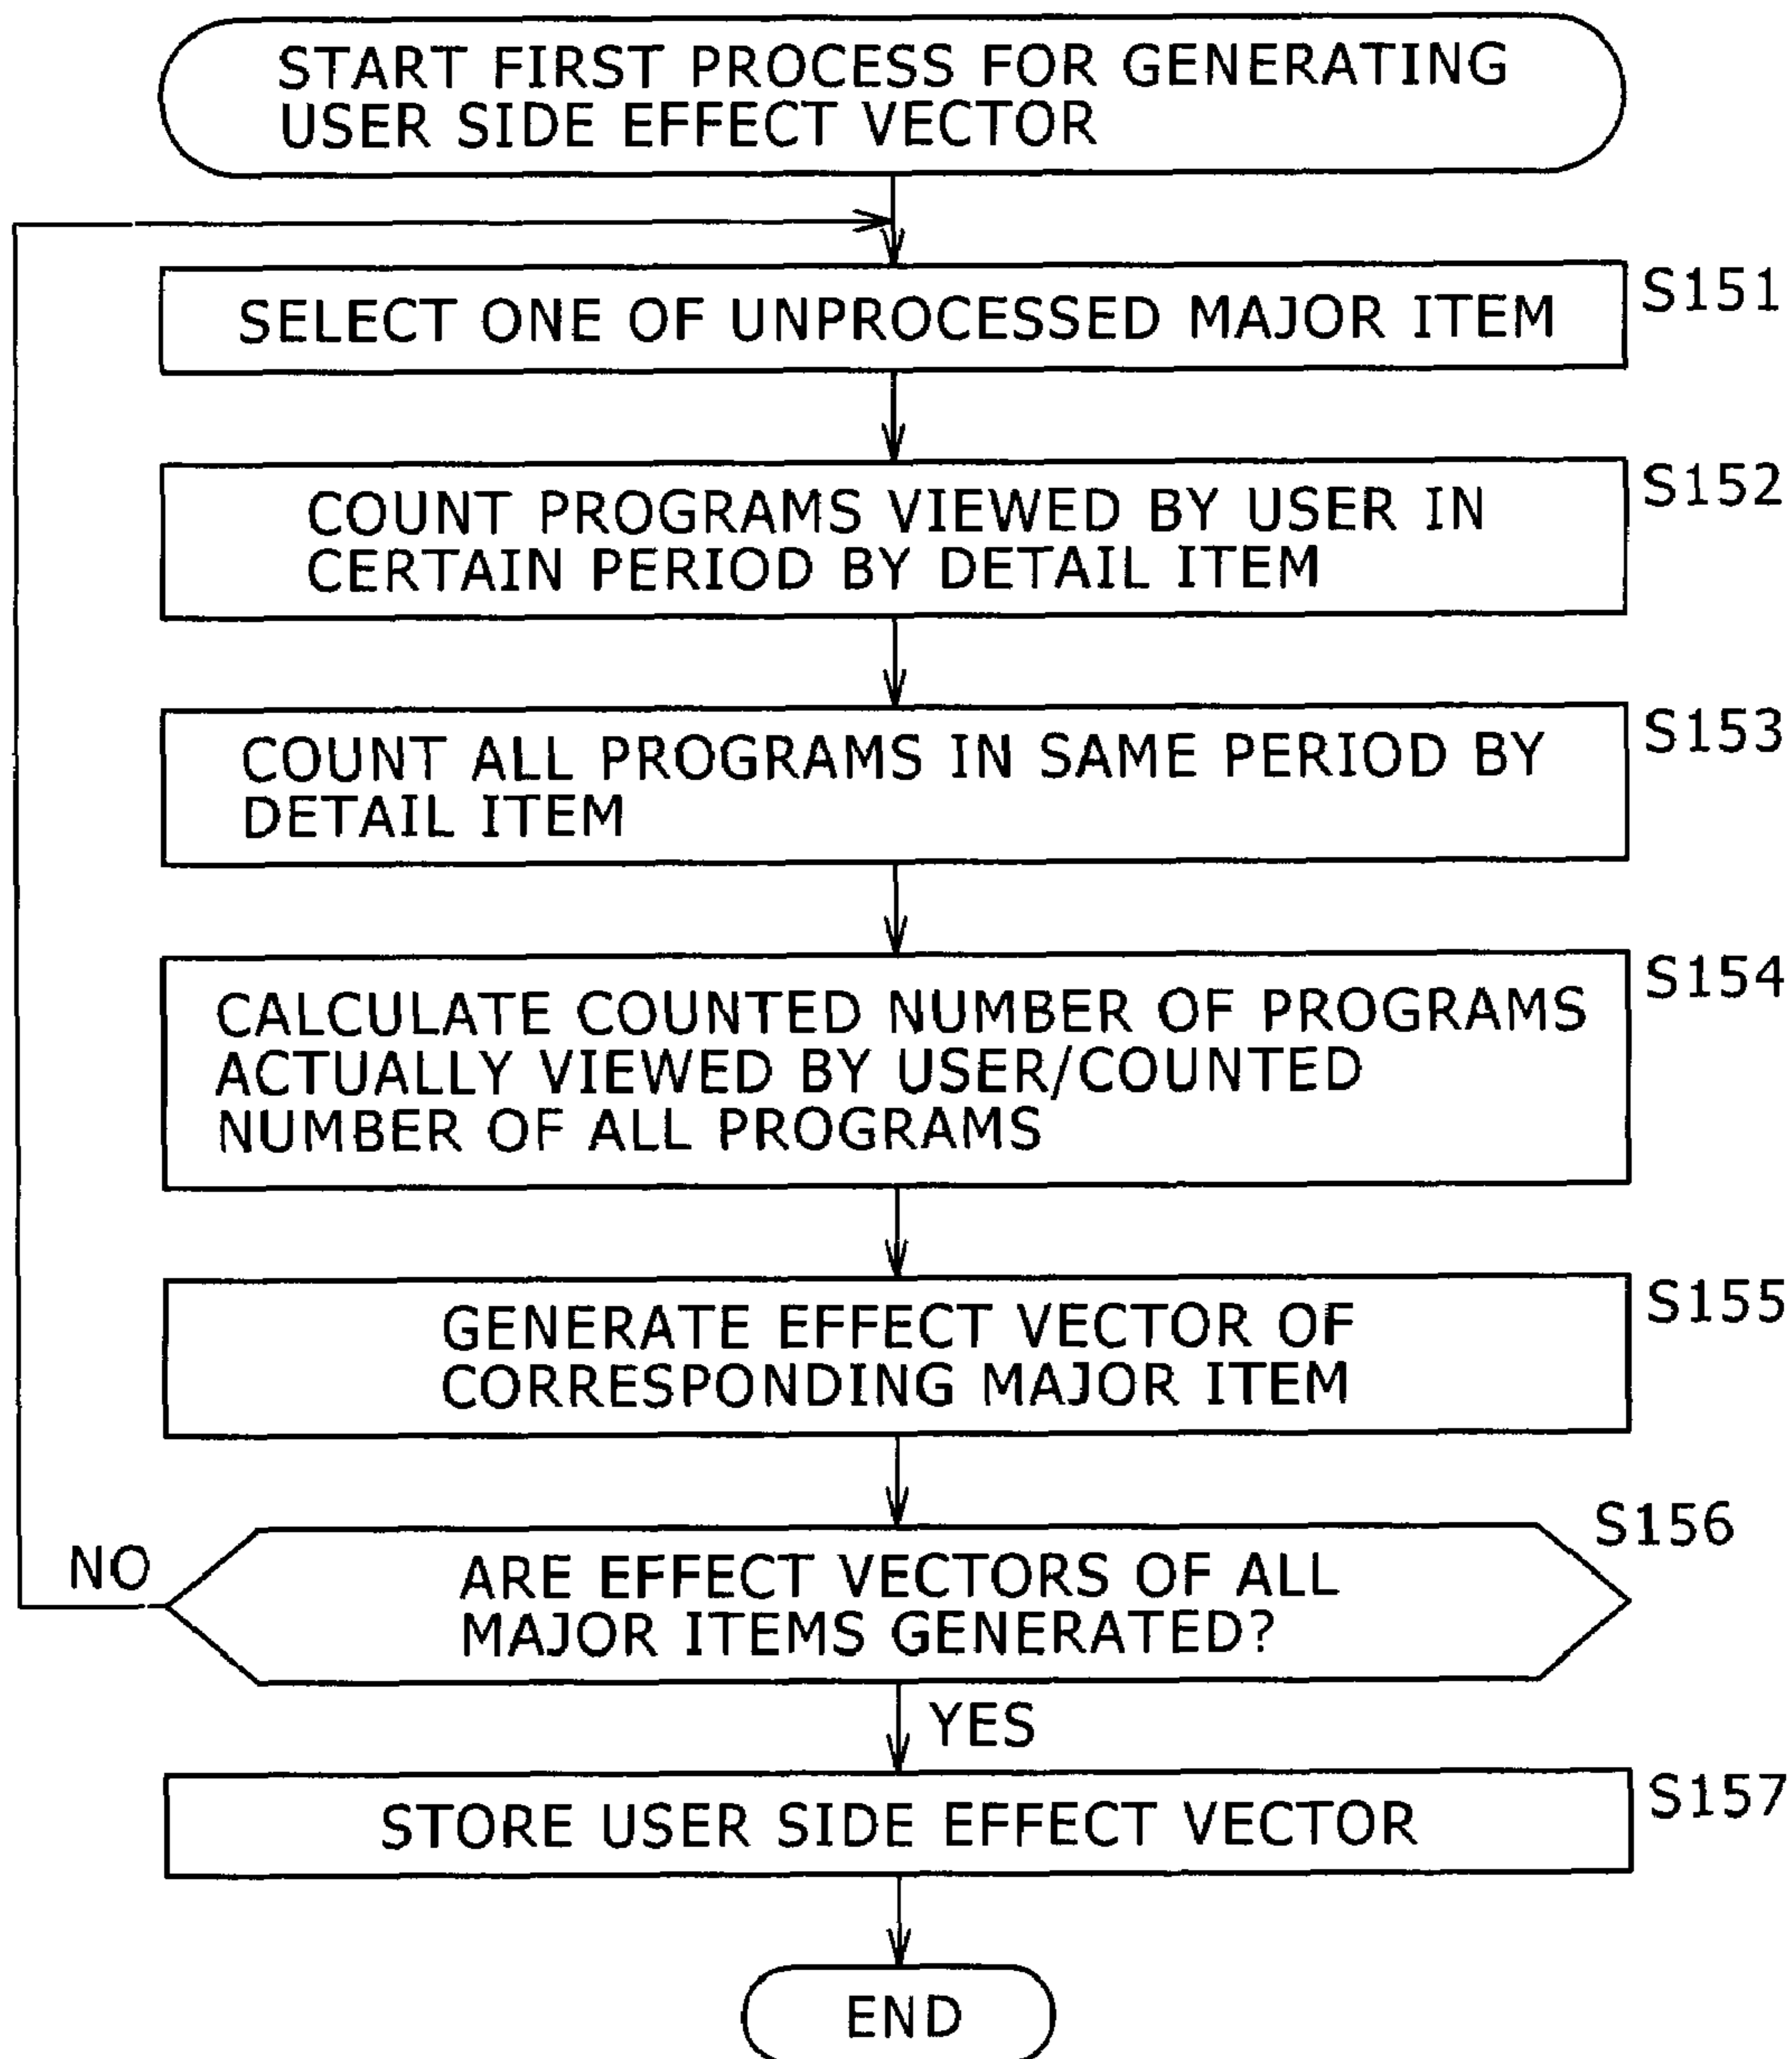 START FIRST PROCESS FOR GENERATING
USER SIDE EFFECT VECTOR
S151
SELECT ONE OF UNPROCESSED MAJOR ITEM
S152
COUNT PROGRAMS VIEWED BY USER IN
CERTAIN PERIOD BY DETAIL ITEM
S153
COUNT ALL PROGRAMS IN SAME PERIOD BY
DETAIL ITEM
S154
CALCULATE COUNTED NUMBER OF PROGRAMS
ACTUALLY VIEWED BY USER/COUNTED
NUMBER OF ALL PROGRAMS
S155
GENERATE EFFECT VECTOR OF
CORRESPONDING MAJOR ITEM
S156
NO
ARE EFFECT VECTORS OF ALL
MAJOR ITEMS GENERATED?
YES
S157
STORE USER SIDE EFFECT VECTOR
END